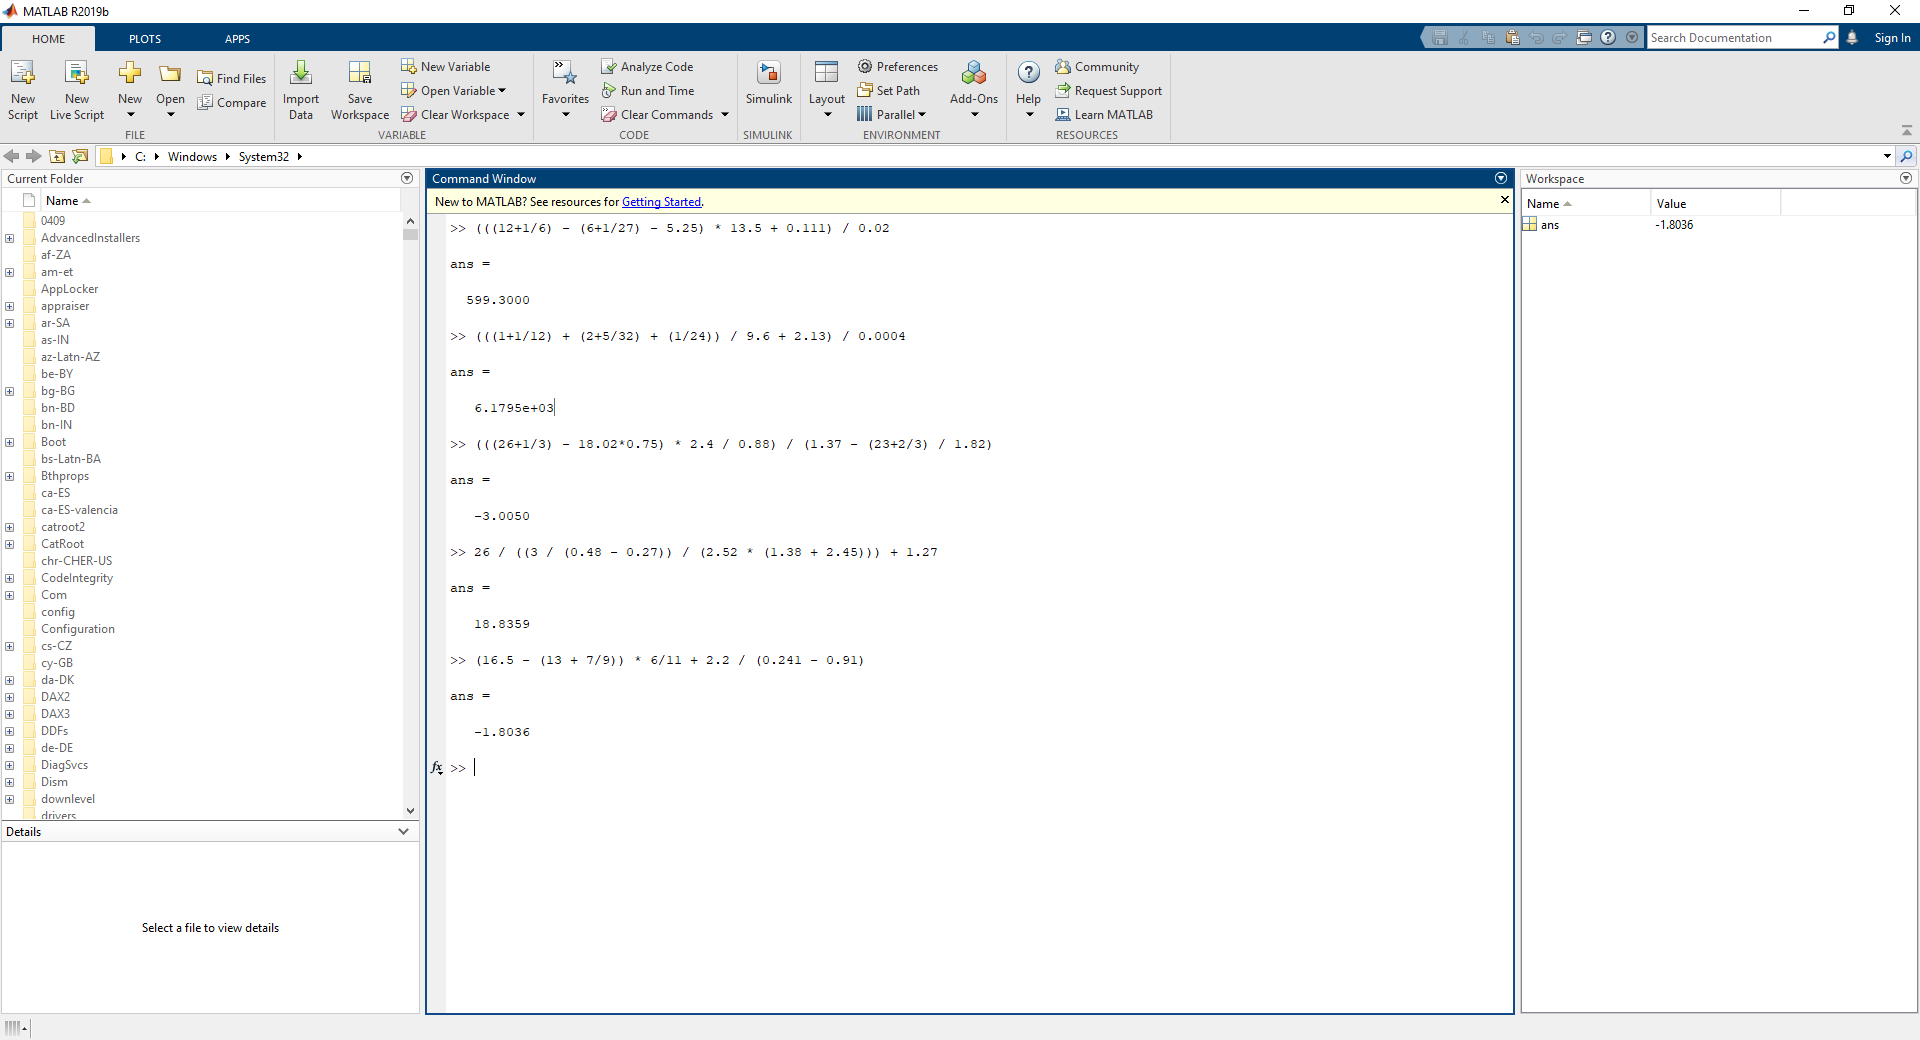 MATLAB R2019b
HOME
PLOTS
APPS
Search Documentation
Sign In
New Script
New Live Script
New
Open
Find Files
Compare
FILE
Import Data
Save Workspace
New Variable
Open Variable
Clear Workspace
VARIABLE
Favorites
Analyze Code
Run and Time
Clear Commands
CODE
Simulink
SIMULINK
Layout
Preferences
Set Path
Parallel
Add-Ons
ENVIRONMENT
Help
Community
Request Support
Learn MATLAB
RESOURCES
C: Windows System32
Current Folder
Name
0409
AdvancedInstallers
af-ZA
am-et
AppLocker
appraiser
ar-SA
as-IN
az-Latn-AZ
be-BY
bg-BG
bn-BD
bn-IN
Boot
bs-Latn-BA
Bthprops
ca-ES
ca-ES-valencia
catroot2
CatRoot
chr-CHER-US
CodeIntegrity
Com
config
Configuration
cs-CZ
cy-GB
da-DK
DAX2
DAX3
DDFs
de-DE
DiagSvcs
Dism
downlevel
drivers
Details
Select a file to view details
Command Window
New to MATLAB? See resources for Getting Started.
>> (((12+1/6) - (6+1/27) - 5.25) * 13.5 + 0.111) / 0.02
ans =
599.3000
>> (((1+1/12) + (2+5/32) + (1/24)) / 9.6 + 2.13) / 0.0004
ans =
6.1795e+03
>> (((26+1/3) - 18.02*0.75) * 2.4 / 0.88) / (1.37 - (23+2/3) / 1.82)
ans =
-3.0050
>> 26 / ((3 / (0.48 - 0.27)) / (2.52 * (1.38 + 2.45))) + 1.27
ans =
18.8359
>> (16.5 - (13 + 7/9)) * 6/11 + 2.2 / (0.241 - 0.91)
ans =
-1.8036
fx >>
Workspace
Name Value
ans -1.8036